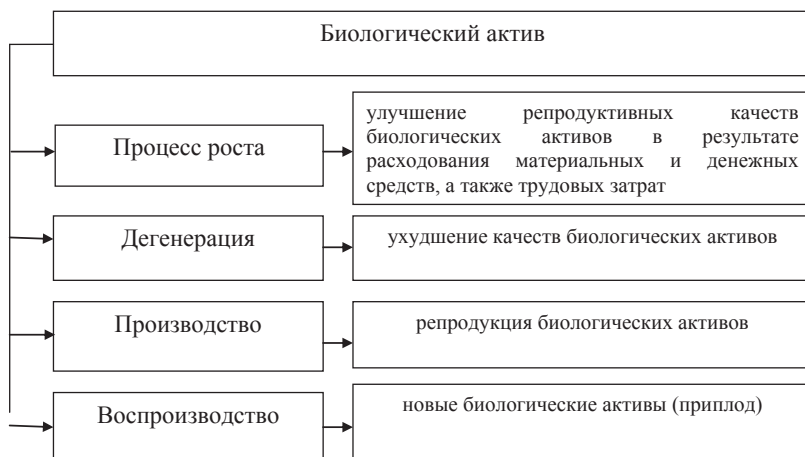 Биологический актив
Процесс роста
улучшение репродуктивных качеств
биологических активов в результате
расходования материальных и денежных
средств, а также трудовых затрат
Дегенерация
ухудшение качеств биологических активов
Производство
репродукция биологических активов
Воспроизводство
новые биологические активы (приплод)